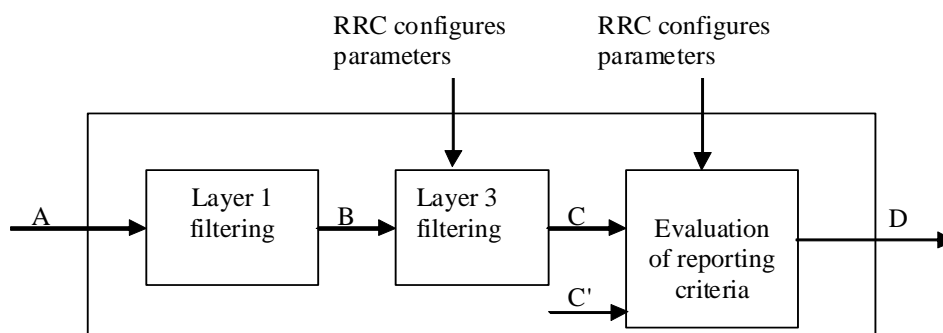 RRC configures
parameters
RRC configures
parameters
Layer 1
filtering
Layer 3
filtering
Evaluation
of reporting
criteria
A
B
C
C'
D